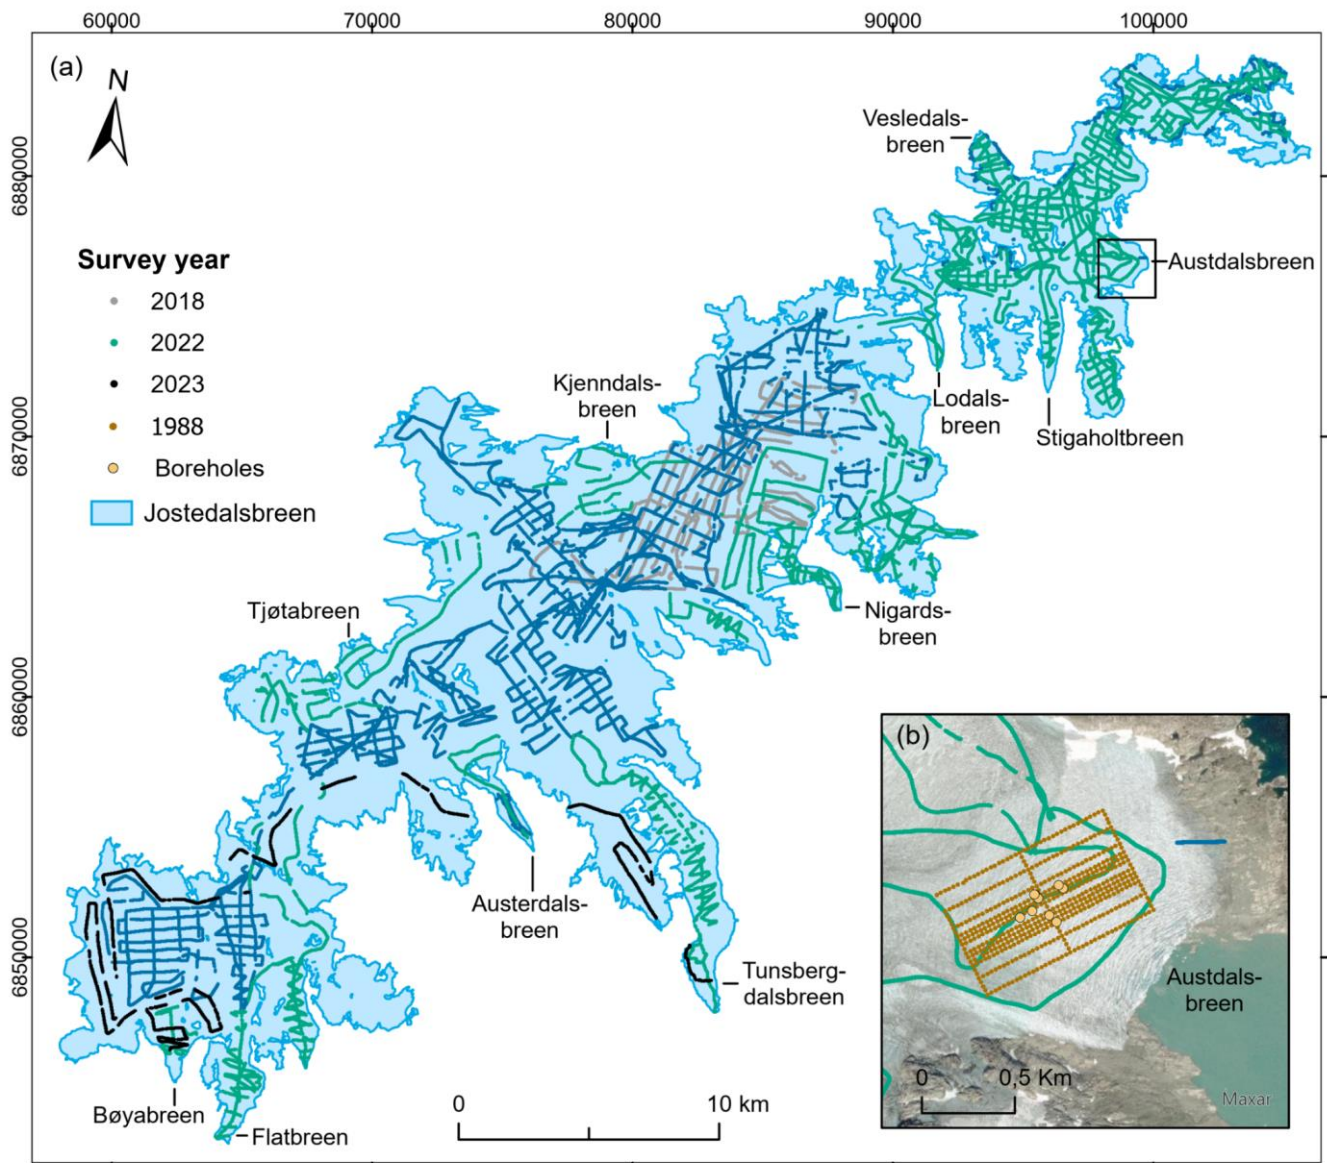 60000
70000
80000
90000
100000
(a)
N
6880000
6870000
6860000
6850000
Survey year
2018
2022
2023
1988
Boreholes
Jostedalsbreen
Vesledals-
breen
Austdalsbreen
Kjenndals-
breen
Lodals-
breen
Stigaholtbreen
Nigards-
breen
Tjøtabreen
Austerdals-
breen
Tunsberg-
dalsbreen
Bøyabreen
Flatbreen
0
10 km
(b)
Austdals-
breen
0
0,5 Km
Maxar